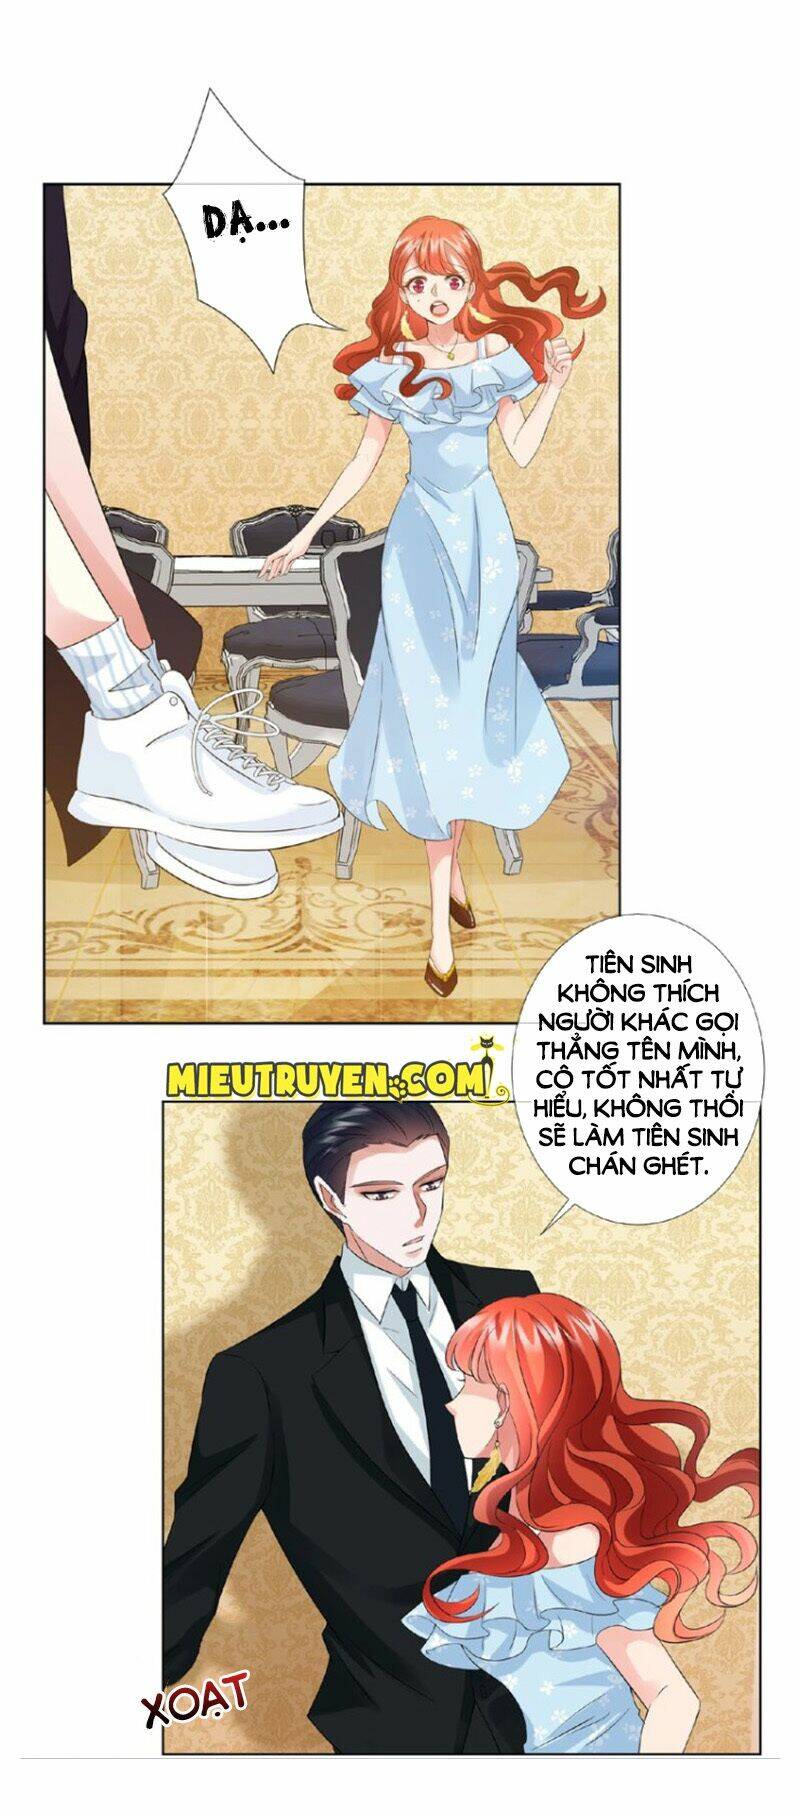 DẠ...
TIÊN SINH
KHÔNG THÍCH
NGƯỜI KHÁC GỌI
THẲNG TÊN MÌNH,
CÔ TỐT NHẤT TỰ
HIỂU, KHÔNG THÔI
SẼ LÀM TIÊN SINH
CHÁN GHÉT.
MIEUTRUYEN.COM
XOẠT